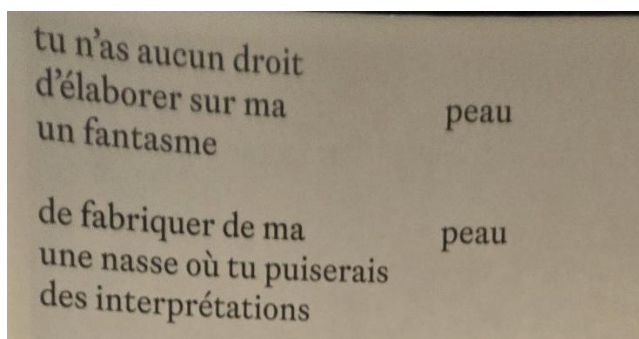 tu n'as aucun droit
d'élaborer sur ma peau
un fantasme
de fabriquer de ma peau
une nasse où tu puiserais
des interprétations